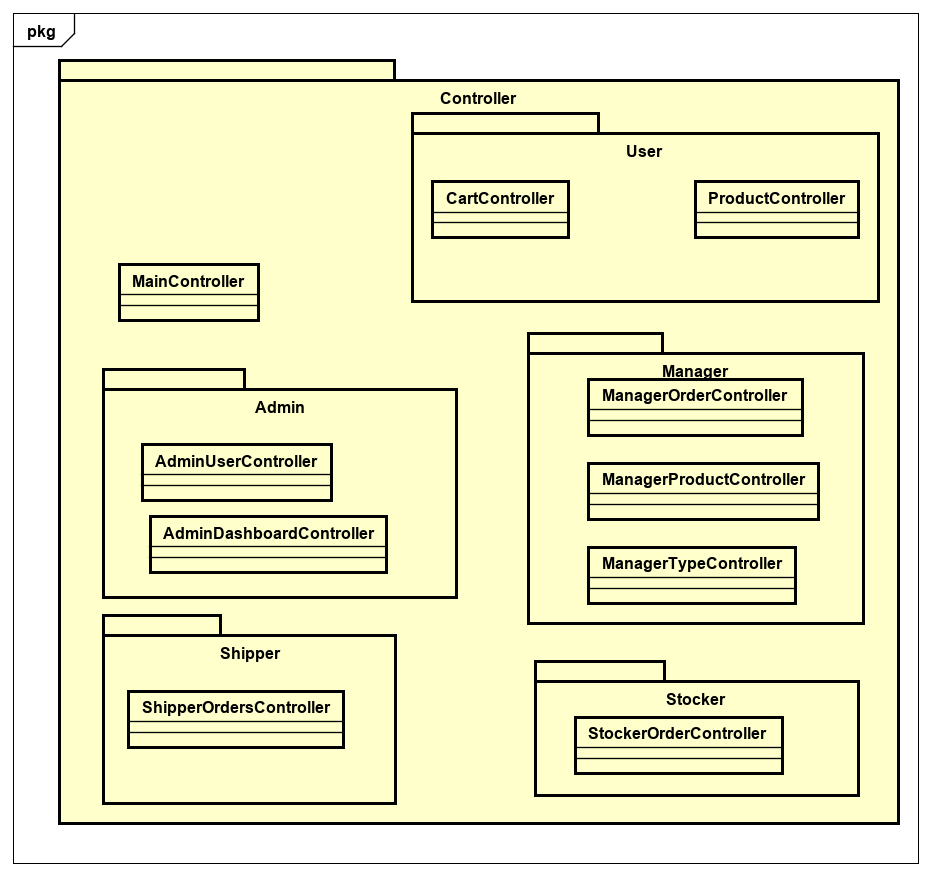 pkg
Controller
User
CartController
ProductController
MainController
Admin
AdminUserController
AdminDashboardController
Manager
ManagerOrderController
ManagerProductController
ManagerTypeController
Shipper
ShipperOrdersController
Stocker
StockerOrderController